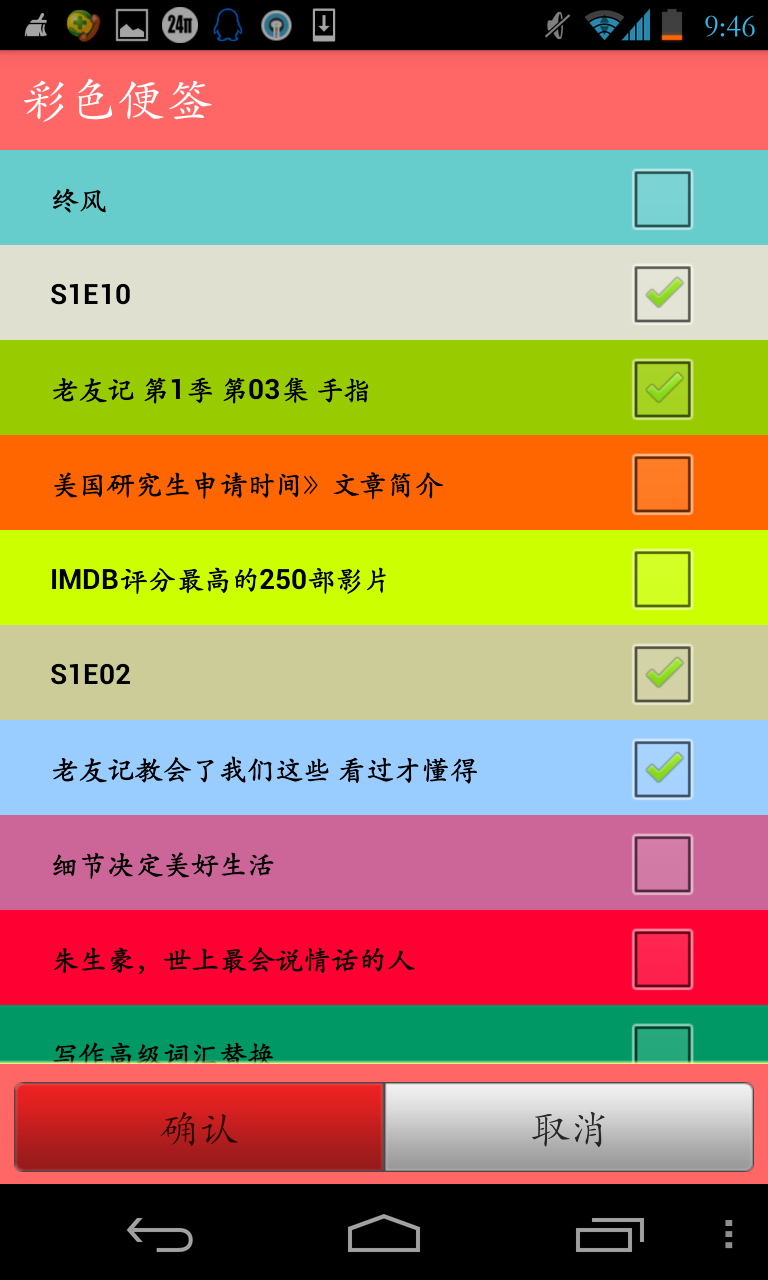 24π 9:46
彩色便签
终风
S1E10
老友记 第1季 第03集 手指
美国研究生申请时间》文章简介
IMDB评分最高的250部影片
S1E02
老友记教会了我们这些 看过才懂得
细节决定美好生活
朱生豪，世上最会说情话的人
写作高级词汇替换
确认 取消